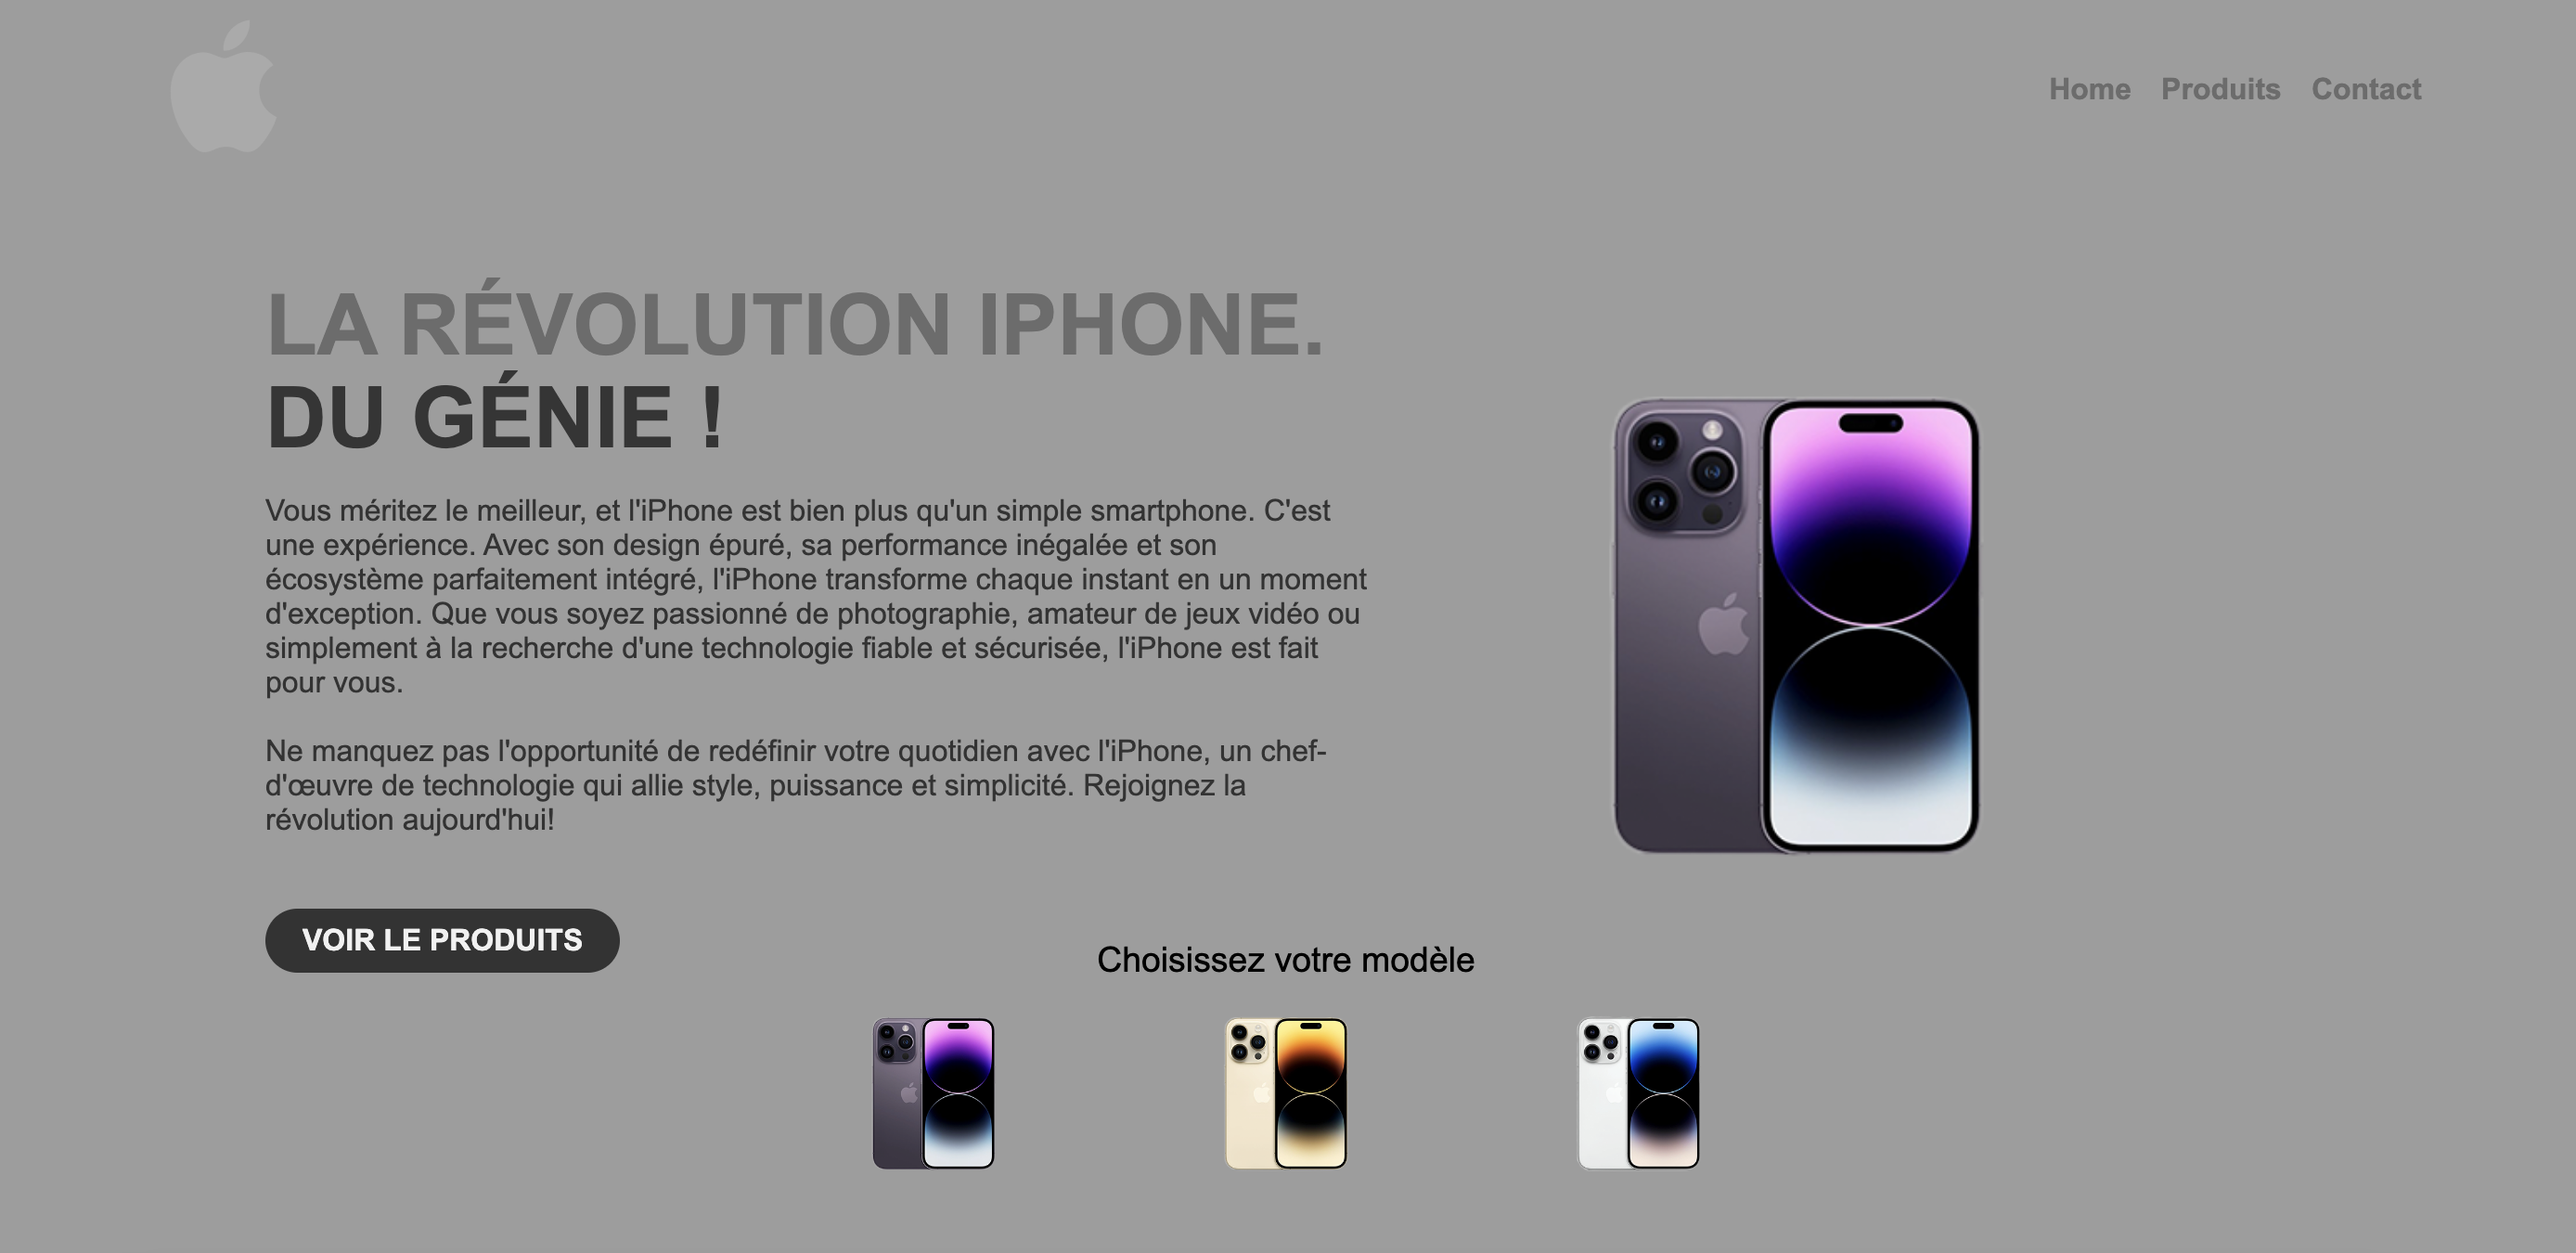 Home Produits Contact
LA RÉVOLUTION IPHONE.
DU GÉNIE !
Vous méritez le meilleur, et l'iPhone est bien plus qu'un simple smartphone. C'est
une expérience. Avec son design épuré, sa performance inégalée et son
écosystème parfaitement intégré, l'iPhone transforme chaque instant en un moment
d'exception. Que vous soyez passionné de photographie, amateur de jeux vidéo ou
simplement à la recherche d'une technologie fiable et sécurisée, l'iPhone est fait
pour vous.
Ne manquez pas l'opportunité de redéfinir votre quotidien avec l'iPhone, un chef-
d'œuvre de technologie qui allie style, puissance et simplicité. Rejoignez la
révolution aujourd'hui!
VOIR LE PRODUITS
Choisissez votre modèle